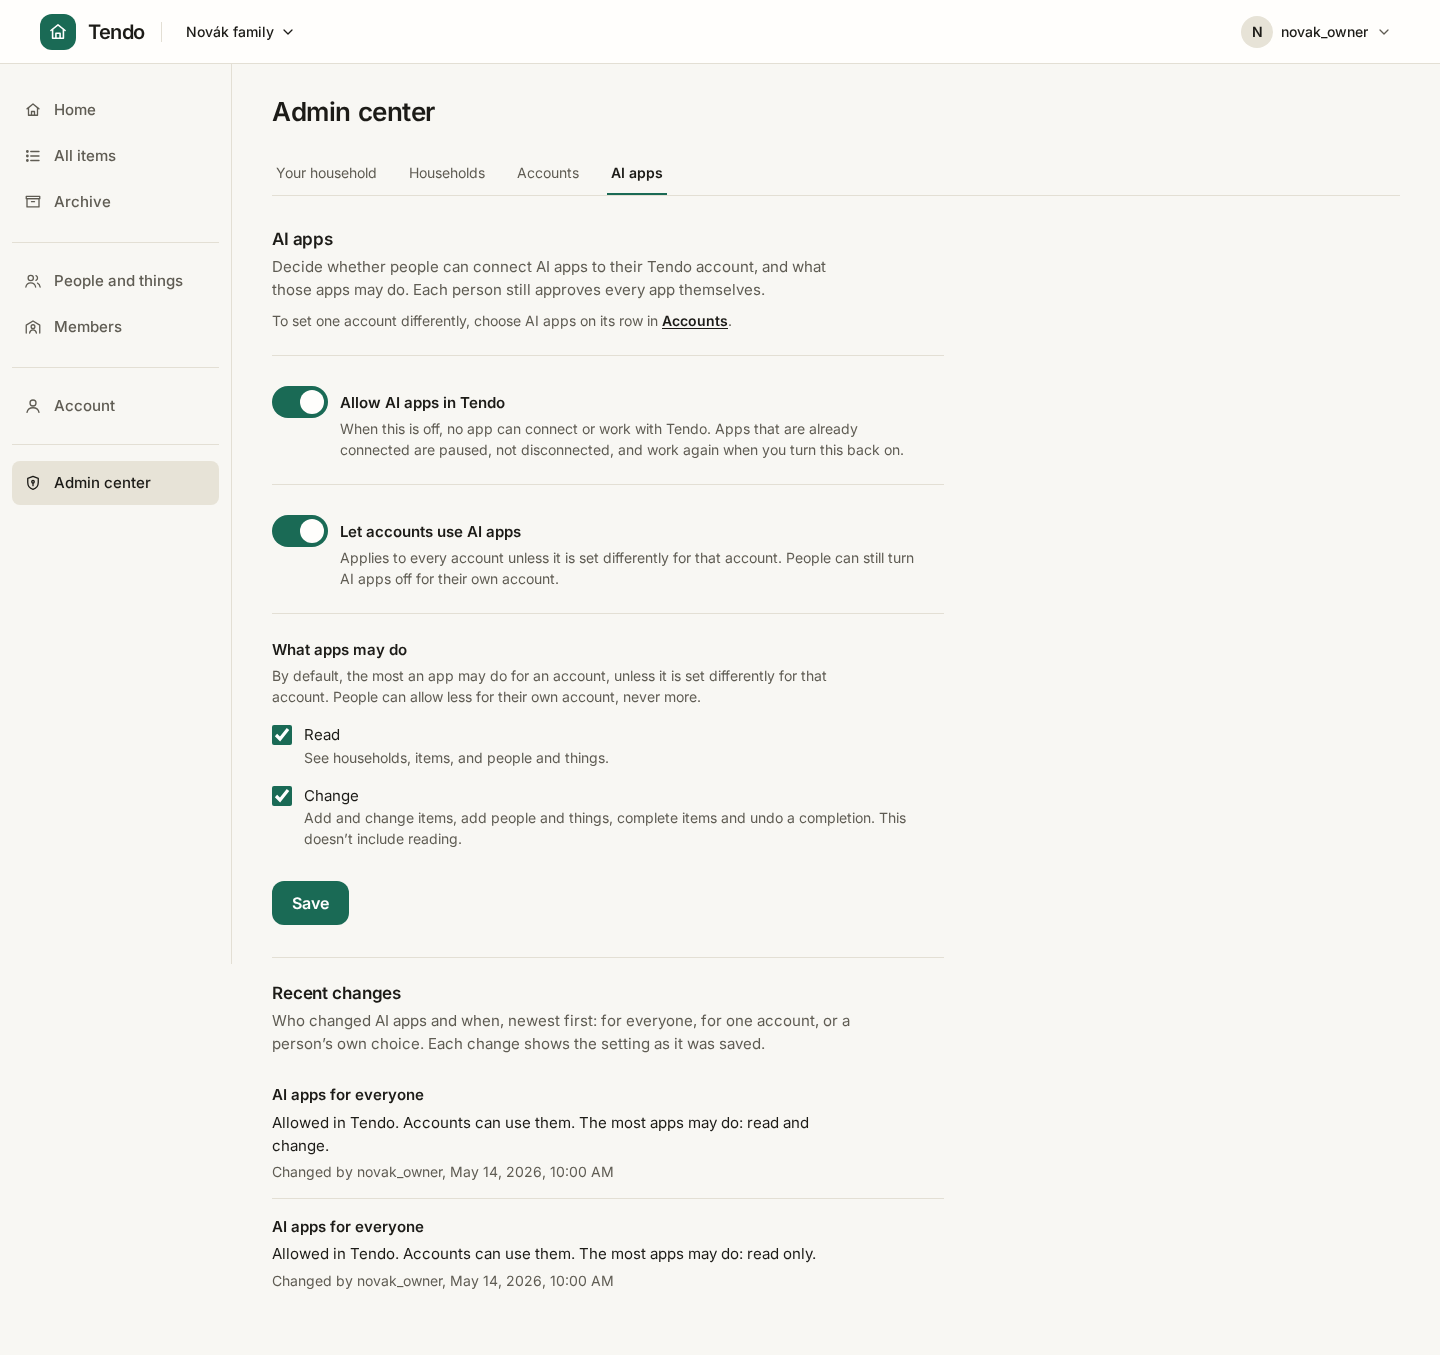 Tendo
Novák family
N
novak_owner
Home
All items
Archive
People and things
Members
Account
Admin center
Admin center
Your household
Households
Accounts
AI apps
AI apps
Decide whether people can connect AI apps to their Tendo account, and what
those apps may do. Each person still approves every app themselves.
To set one account differently, choose AI apps on its row in Accounts.
Allow AI apps in Tendo
When this is off, no app can connect or work with Tendo. Apps that are already
connected are paused, not disconnected, and work again when you turn this back on.
Let accounts use AI apps
Applies to every account unless it is set differently for that account. People can still turn
AI apps off for their own account.
What apps may do
By default, the most an app may do for an account, unless it is set differently for that
account. People can allow less for their own account, never more.
Read
See households, items, and people and things.
Change
Add and change items, add people and things, complete items and undo a completion. This
doesn’t include reading.
Save
Recent changes
Who changed AI apps and when, newest first: for everyone, for one account, or a
person’s own choice. Each change shows the setting as it was saved.
AI apps for everyone
Allowed in Tendo. Accounts can use them. The most apps may do: read and
change.
Changed by novak_owner, May 14, 2026, 10:00 AM
AI apps for everyone
Allowed in Tendo. Accounts can use them. The most apps may do: read only.
Changed by novak_owner, May 14, 2026, 10:00 AM